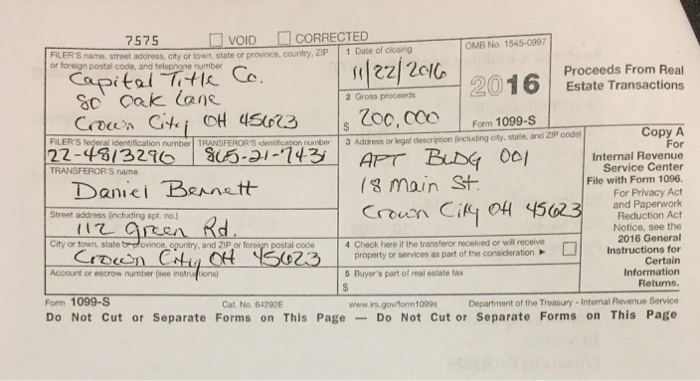 7575 VOID CORRECTED
FILER'S name, street address, city or town, state or province, country, ZIP
or foreign postal code, and telephone number
Capital Title Co.
80 Oak Lane
Crown City OH 45623
1 Date of closing
11/22/2016
2 Gross proceeds
$ 200,000
OMB No. 1545-0997
2016
Form 1099-S
Proceeds From Real
Estate Transactions
FILER'S federal identification number
22-4813296
TRANSFEROR'S identification number
865-21-7431
3 Address or legal description (including city, state, and ZIP code)
APT BLDG 001
18 Main St.
Crown City OH 45623
TRANSFEROR'S name
Daniel Bennett
Street address (including apt. no.)
112 Green Rd.
City or town, state or province, country, and ZIP or foreign postal code
Crown City OH 45623
4 Check here if the transferor received or will receive
property or services as part of the consideration ▶
Account or escrow number (see instructions)
5 Buyer's part of real estate tax
$
Copy A
For
Internal Revenue
Service Center
File with Form 1096.
For Privacy Act
and Paperwork
Reduction Act
Notice, see the
2016 General
Instructions for
Certain
Information
Returns.
Form 1099-S Cat. No. 64292E www.irs.gov/form1099s Department of the Treasury - Internal Revenue Service
Do Not Cut or Separate Forms on This Page — Do Not Cut or Separate Forms on This Page